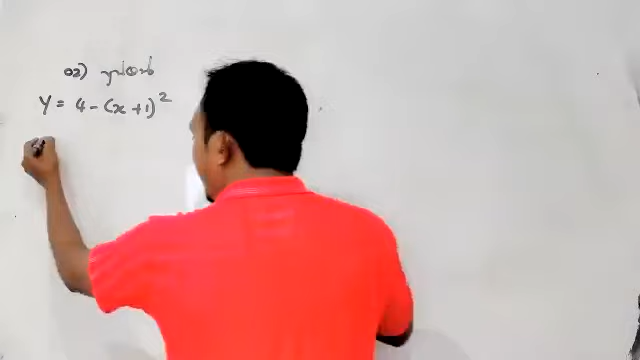 02)
Y = 4 - (x + 1)²